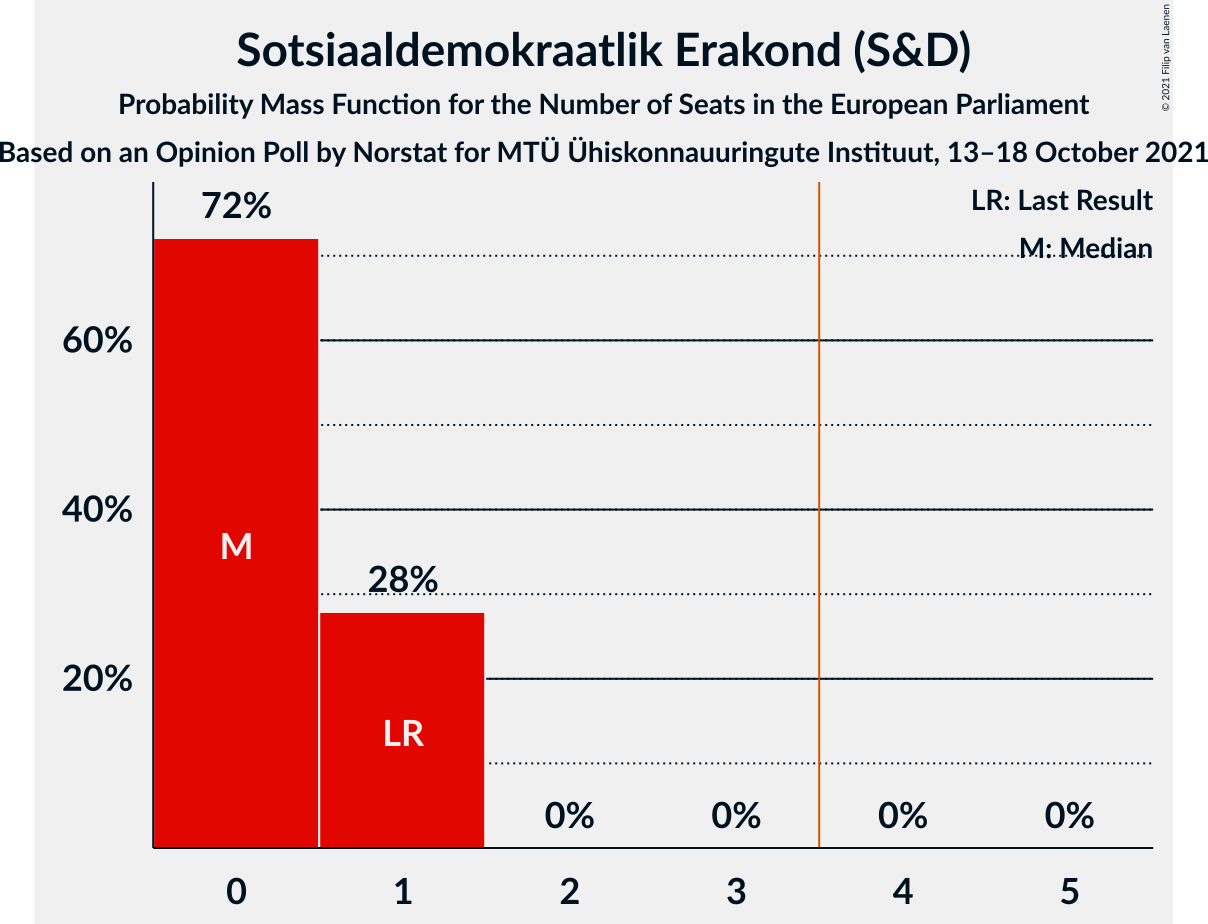 Sotsiaaldemokraatlik Erakond (S&D)
Probability Mass Function for the Number of Seats in the European Parliament
Based on an Opinion Poll by Norstat for MTÜ Ühiskonnauuringute Instituut, 13–18 October 2021
© 2021 Filip van Laenen
LR: Last Result
M: Median
72%
60%
40%
M
28%
20%
LR
0% 0% 0% 0%
0 1 2 3 4 5